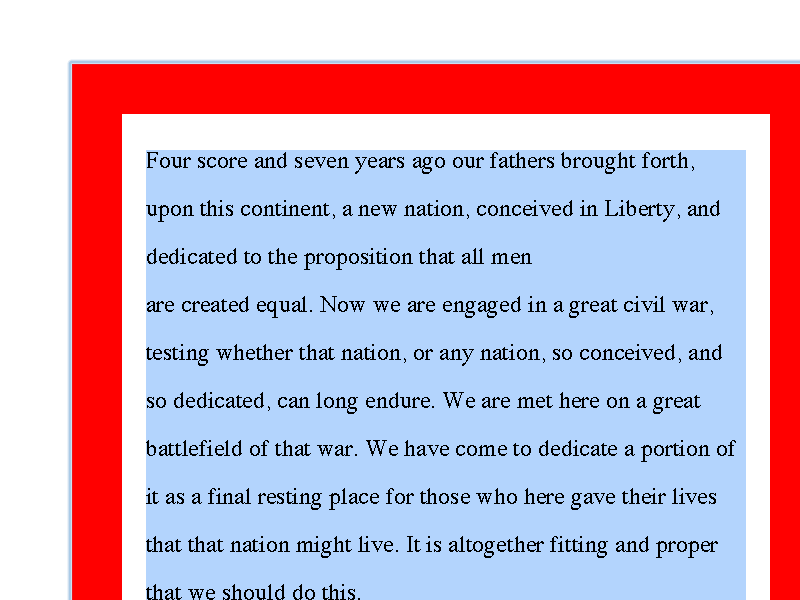 Four score and seven years ago our fathers brought forth,
upon this continent, a new nation, conceived in Liberty, and
dedicated to the proposition that all men
are created equal. Now we are engaged in a great civil war,
testing whether that nation, or any nation, so conceived, and
so dedicated, can long endure. We are met here on a great
battlefield of that war. We have come to dedicate a portion of
it as a final resting place for those who here gave their lives
that that nation might live. It is altogether fitting and proper
that we should do this.